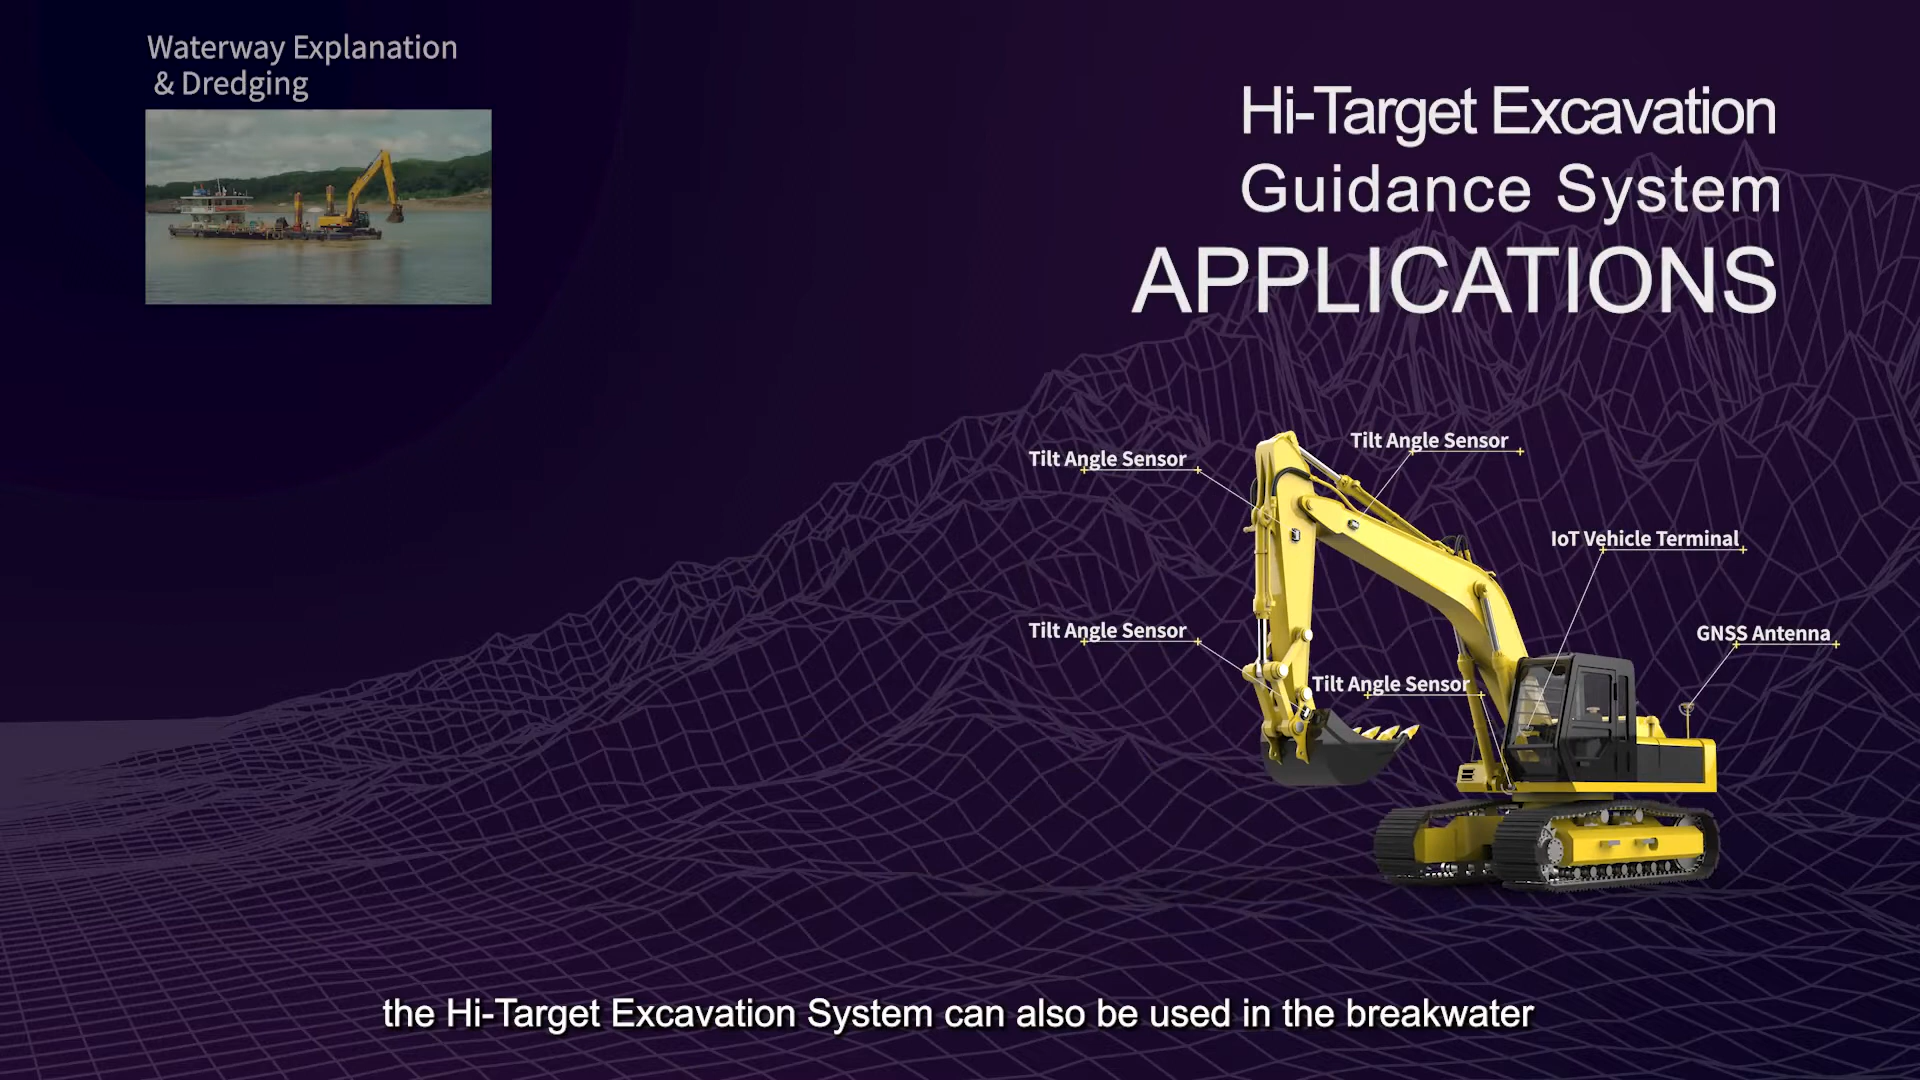 Waterway Explanation
& Dredging
Hi-Target Excavation
Guidance System
APPLICATIONS
Tilt Angle Sensor
Tilt Angle Sensor
IoT Vehicle Terminal
Tilt Angle Sensor
GNSS Antenna
Tilt Angle Sensor
the Hi-Target Excavation System can also be used in the breakwater